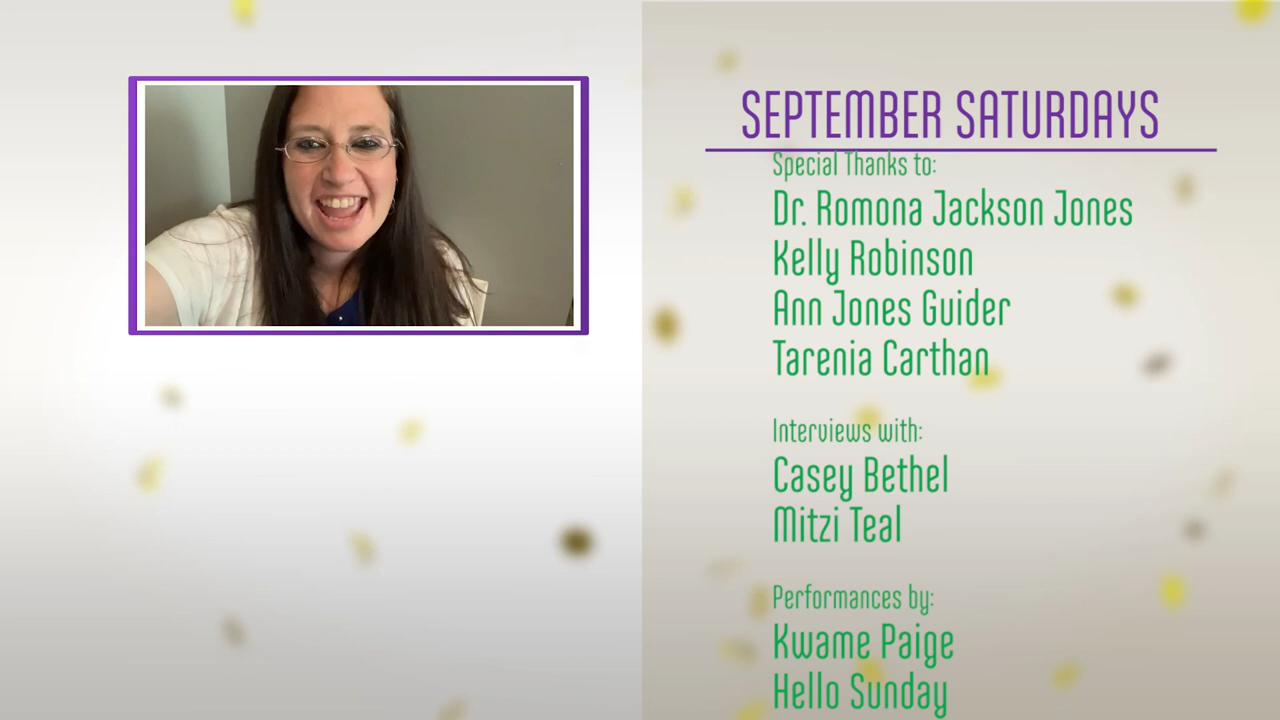 SEPTEMBER SATURDAYS
Special Thanks to:
Dr. Romona Jackson Jones
Kelly Robinson
Ann Jones Guider
Tarenia Carthan
Interviews with:
Casey Bethel
Mitzi Teal
Performances by:
Kwame Paige
Hello Sunday